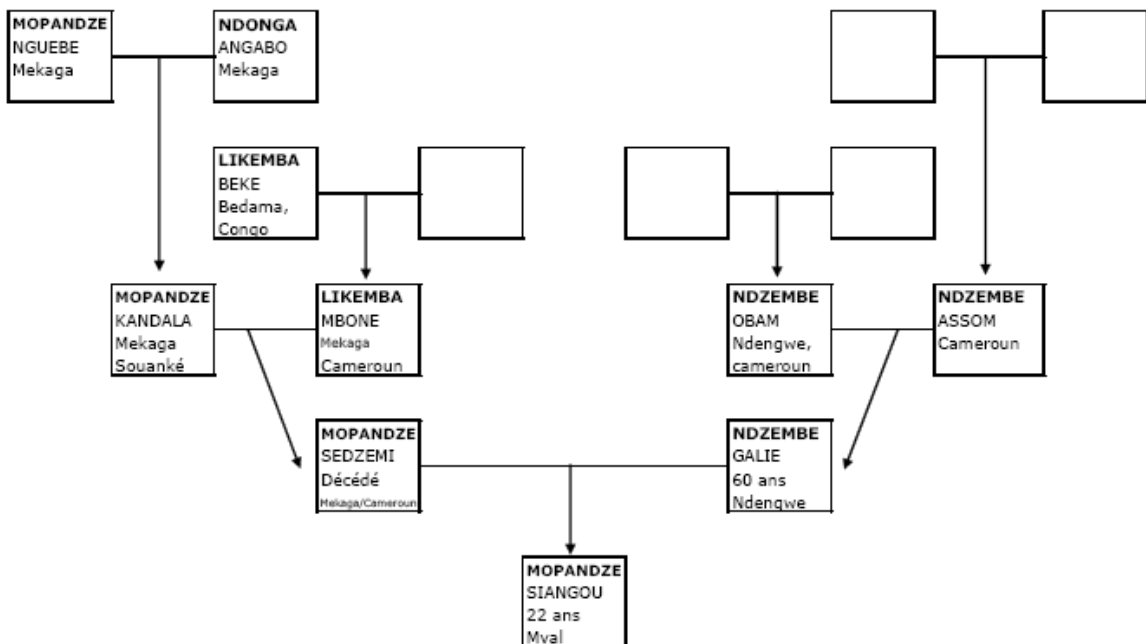 MOPANDZE
NGUEBE
Mekaga
NDONGA
ANGABO
Mekaga
LIKEMBA
BEKE
Bedama,
Congo
MOPANDZE
KANDALA
Mekaga
Souanké
LIKEMBA
MBONE
Mekaga
Cameroun
NDZEMBE
OBAM
Ndengwe,
cameroun
NDZEMBE
ASSOM
Cameroun
MOPANDZE
SEDZEMI
Décédé
Mekaga/Cameroun
NDZEMBE
GALIE
60 ans
Ndengwe
MOPANDZE
SIANGOU
22 ans
Mval